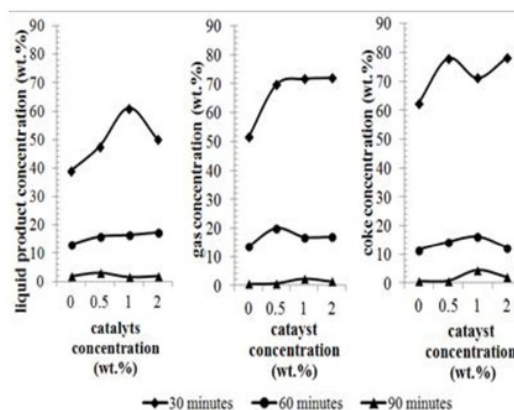 liquid product concentration (wt.%)
90
80
70
60
50
40
30
20
10
0
0 0.5 1 2
catalyts
concentration
(wt.%)
gas concentration (wt.%)
90
80
70
60
50
40
30
20
10
0
0 0.5 1 2
catayst
concentration
(wt.%)
coke concentration (wt.%)
90
80
70
60
50
40
30
20
10
0
0 0.5 1 2
catayst
concentration
(wt.%)
30 minutes 60 minutes 90 minutes